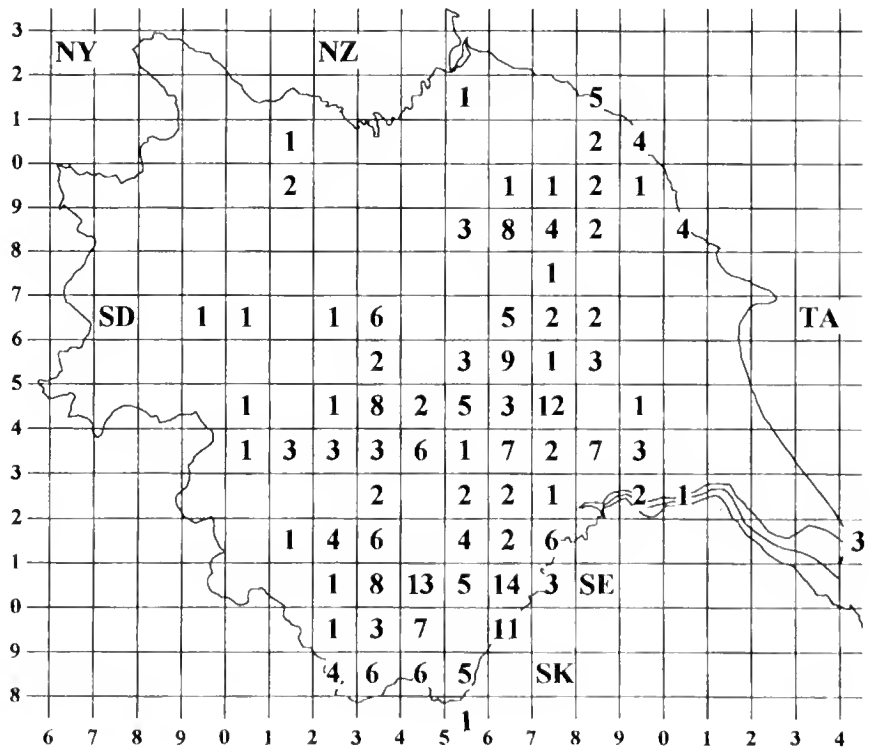 3
NY NZ
2
1 5
1
1 2 4
0
2 1 1 2 1
9
3 8 4 2 4
8
1
7
SD 1 1 1 6 5 2 2 TA
6
2 3 9 1 3
5
1 1 8 2 5 3 12 1
4
1 3 3 3 6 1 7 2 7 3
3
2 2 2 1 2 1
2
1 4 6 4 2 6 3
1
1 8 13 5 14 3 SE
0
1 3 7 11
9
4 6 6 5 SK
8
1
6 7 8 9 0 1 2 3 4 5 6 7 8 9 0 1 2 3 4